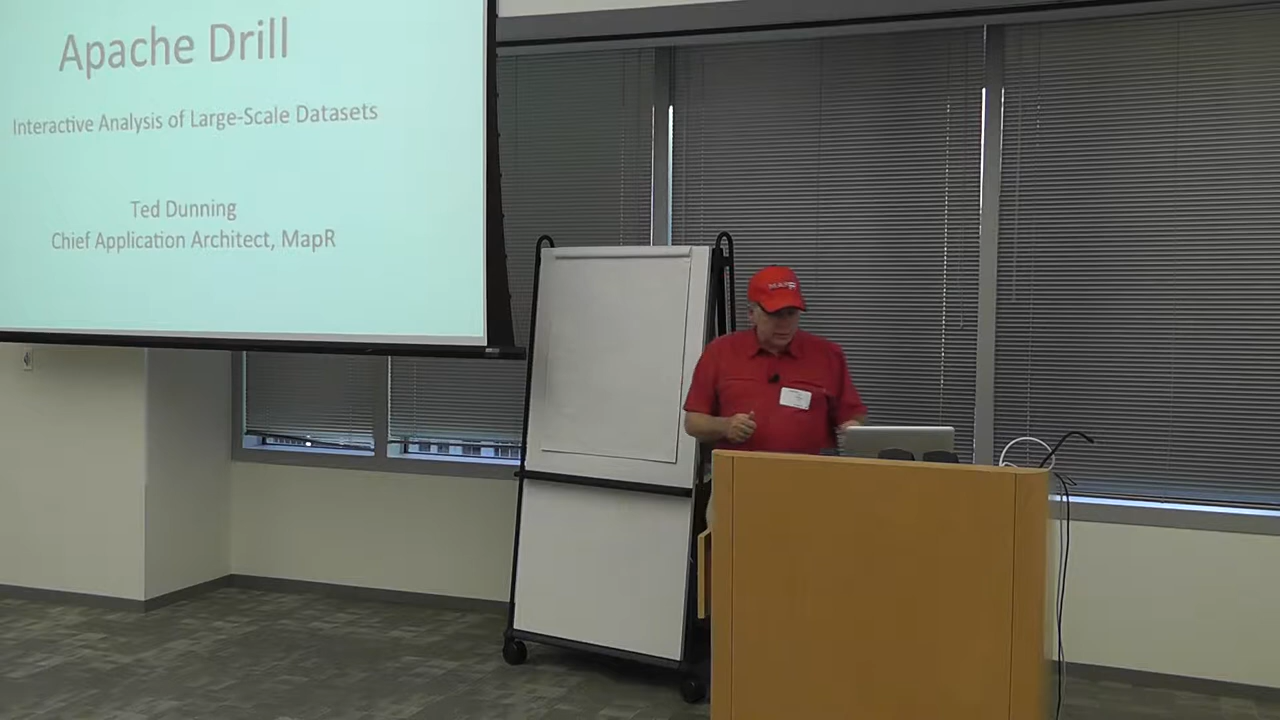 Apache Drill
Interactive Analysis of Large-Scale Datasets
Ted Dunning
Chief Application Architect, MapR